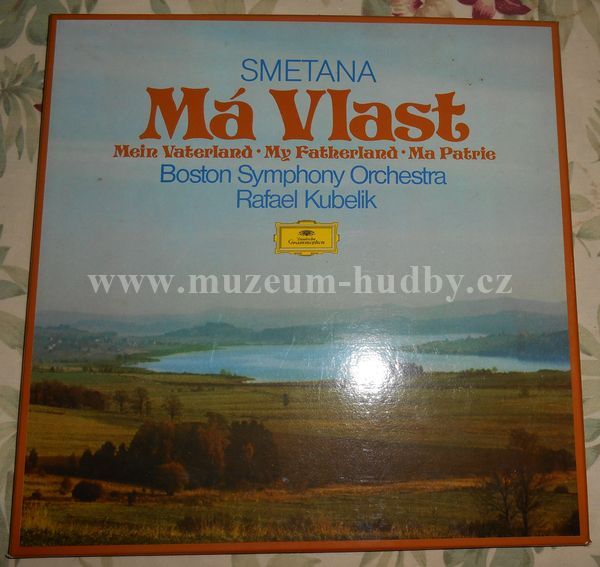 SMETANA
Má Vlast
Mein Vaterland · My Fatherland · Ma Patrie
Boston Symphony Orchestra
Rafael Kubelik
Deutsche
Grammophon
www.muzeum-hudby.cz